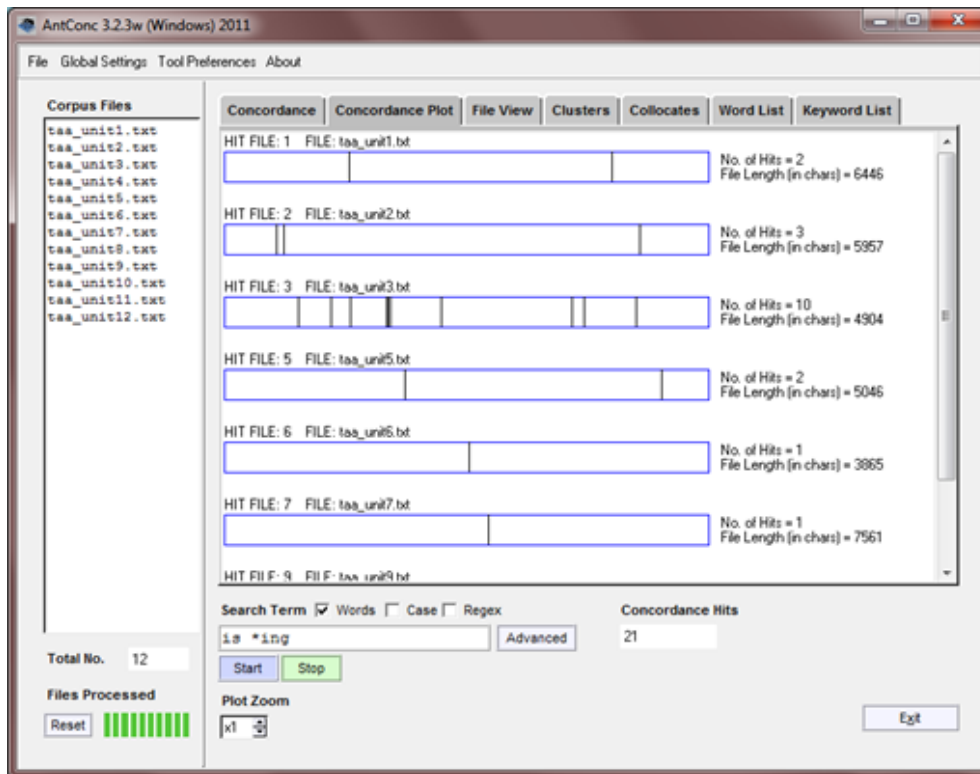 AntConc 3.2.3w (Windows) 2011
File Global Settings Tool Preferences About
Corpus Files
taa_unit1.txt
taa_unit2.txt
taa_unit3.txt
taa_unit4.txt
taa_unit5.txt
taa_unit6.txt
taa_unit7.txt
taa_unit8.txt
taa_unit9.txt
taa_unit10.txt
taa_unit11.txt
taa_unit12.txt
Total No. 12
Files Processed
Reset
Concordance Concordance Plot File View Clusters Collocates Word List Keyword List
HIT FILE: 1 FILE: taa_unit1.txt
No. of Hits = 2
File Length (in chars) = 6446
HIT FILE: 2 FILE: taa_unit2.txt
No. of Hits = 3
File Length (in chars) = 5957
HIT FILE: 3 FILE: taa_unit3.txt
No. of Hits = 10
File Length (in chars) = 4904
HIT FILE: 5 FILE: taa_unit5.txt
No. of Hits = 2
File Length (in chars) = 5046
HIT FILE: 6 FILE: taa_unit6.txt
No. of Hits = 1
File Length (in chars) = 3865
HIT FILE: 7 FILE: taa_unit7.txt
No. of Hits = 1
File Length (in chars) = 7561
HIT FILE: 9 FILE: taa_unit9.txt
Search Term Words Case Regex
Concordance Hits
is *ing
Advanced
21
Start Stop
Plot Zoom
x1
Exit